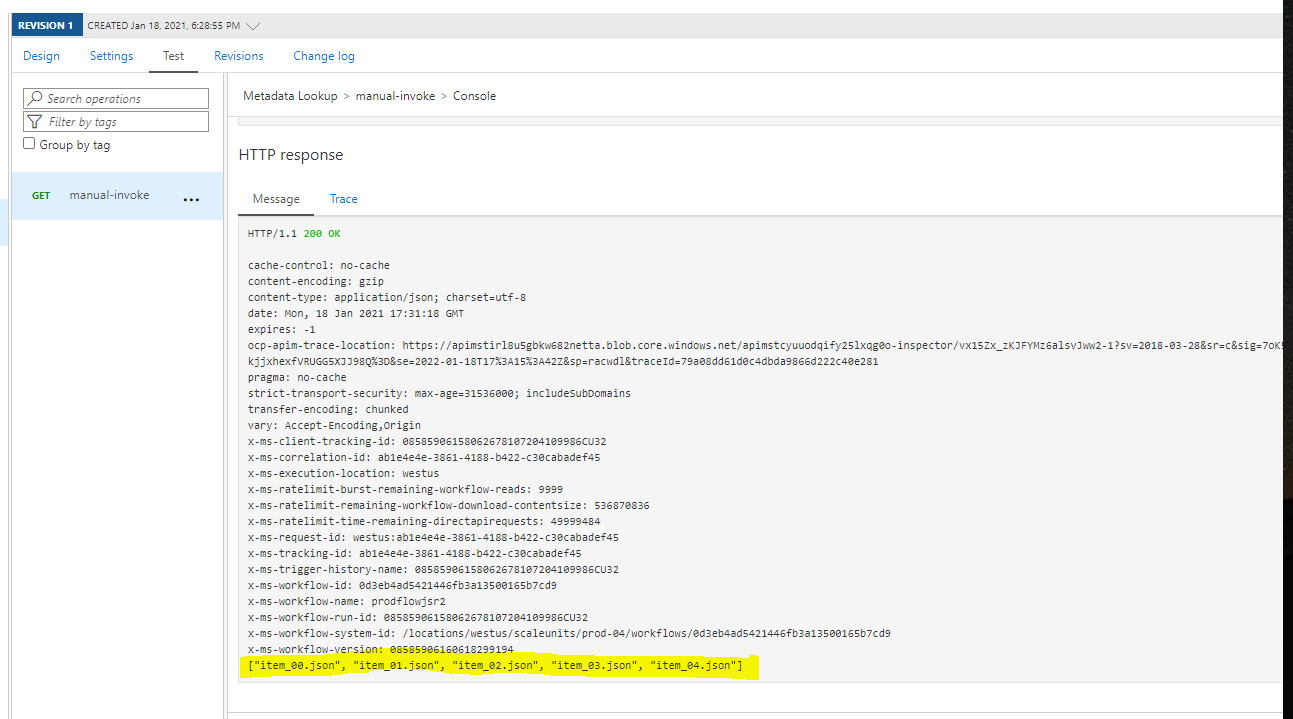 REVISION 1 CREATED Jan 18, 2021, 6:28:55 PM
Design Settings Test Revisions Change log
Search operations
Filter by tags
Group by tag
GET manual-invoke ...
Metadata Lookup > manual-invoke > Console
HTTP response
Message Trace
HTTP/1.1 200 OK
cache-control: no-cache
content-encoding: gzip
content-type: application/json; charset=utf-8
date: Mon, 18 Jan 2021 17:31:18 GMT
expires: -1
ocp-apim-trace-location: https://apimstirl8u5gbkw682netta.blob.core.windows.net/apimstcyuuodqify25lxqg0o-inspector/vx15Zx_zKJFYMz6alsvJww2-1?sv=2018-03-28&sr=c&sig=7oK
kjjxhexfVRUGG5XJJ98Q%3D&se=2022-01-18T17%3A15%3A42Z&sp=racwdl&traceId=79a08dd61d0c4dbda9866d222c40e281
pragma: no-cache
strict-transport-security: max-age=31536000; includeSubDomains
transfer-encoding: chunked
vary: Accept-Encoding,Origin
x-ms-client-tracking-id: 08585906158062678107204109986CU32
x-ms-correlation-id: ab1e4e4e-3861-4188-b422-c30cabadef45
x-ms-execution-location: westus
x-ms-ratelimit-burst-remaining-workflow-reads: 9999
x-ms-ratelimit-remaining-workflow-download-contentsize: 536870836
x-ms-ratelimit-time-remaining-directapirequests: 49999484
x-ms-request-id: westus:ab1e4e4e-3861-4188-b422-c30cabadef45
x-ms-tracking-id: ab1e4e4e-3861-4188-b422-c30cabadef45
x-ms-trigger-history-name: 08585906158062678107204109986CU32
x-ms-workflow-id: 0d3eb4ad5421446fb3a13500165b7cd9
x-ms-workflow-name: prodflowjsr2
x-ms-workflow-run-id: 08585906158062678107204109986CU32
x-ms-workflow-system-id: /locations/westus/scaleunits/prod-04/workflows/0d3eb4ad5421446fb3a13500165b7cd9
x-ms-workflow-version: 08585906160618299194
["item_00.json", "item_01.json", "item_02.json", "item_03.json", "item_04.json"]